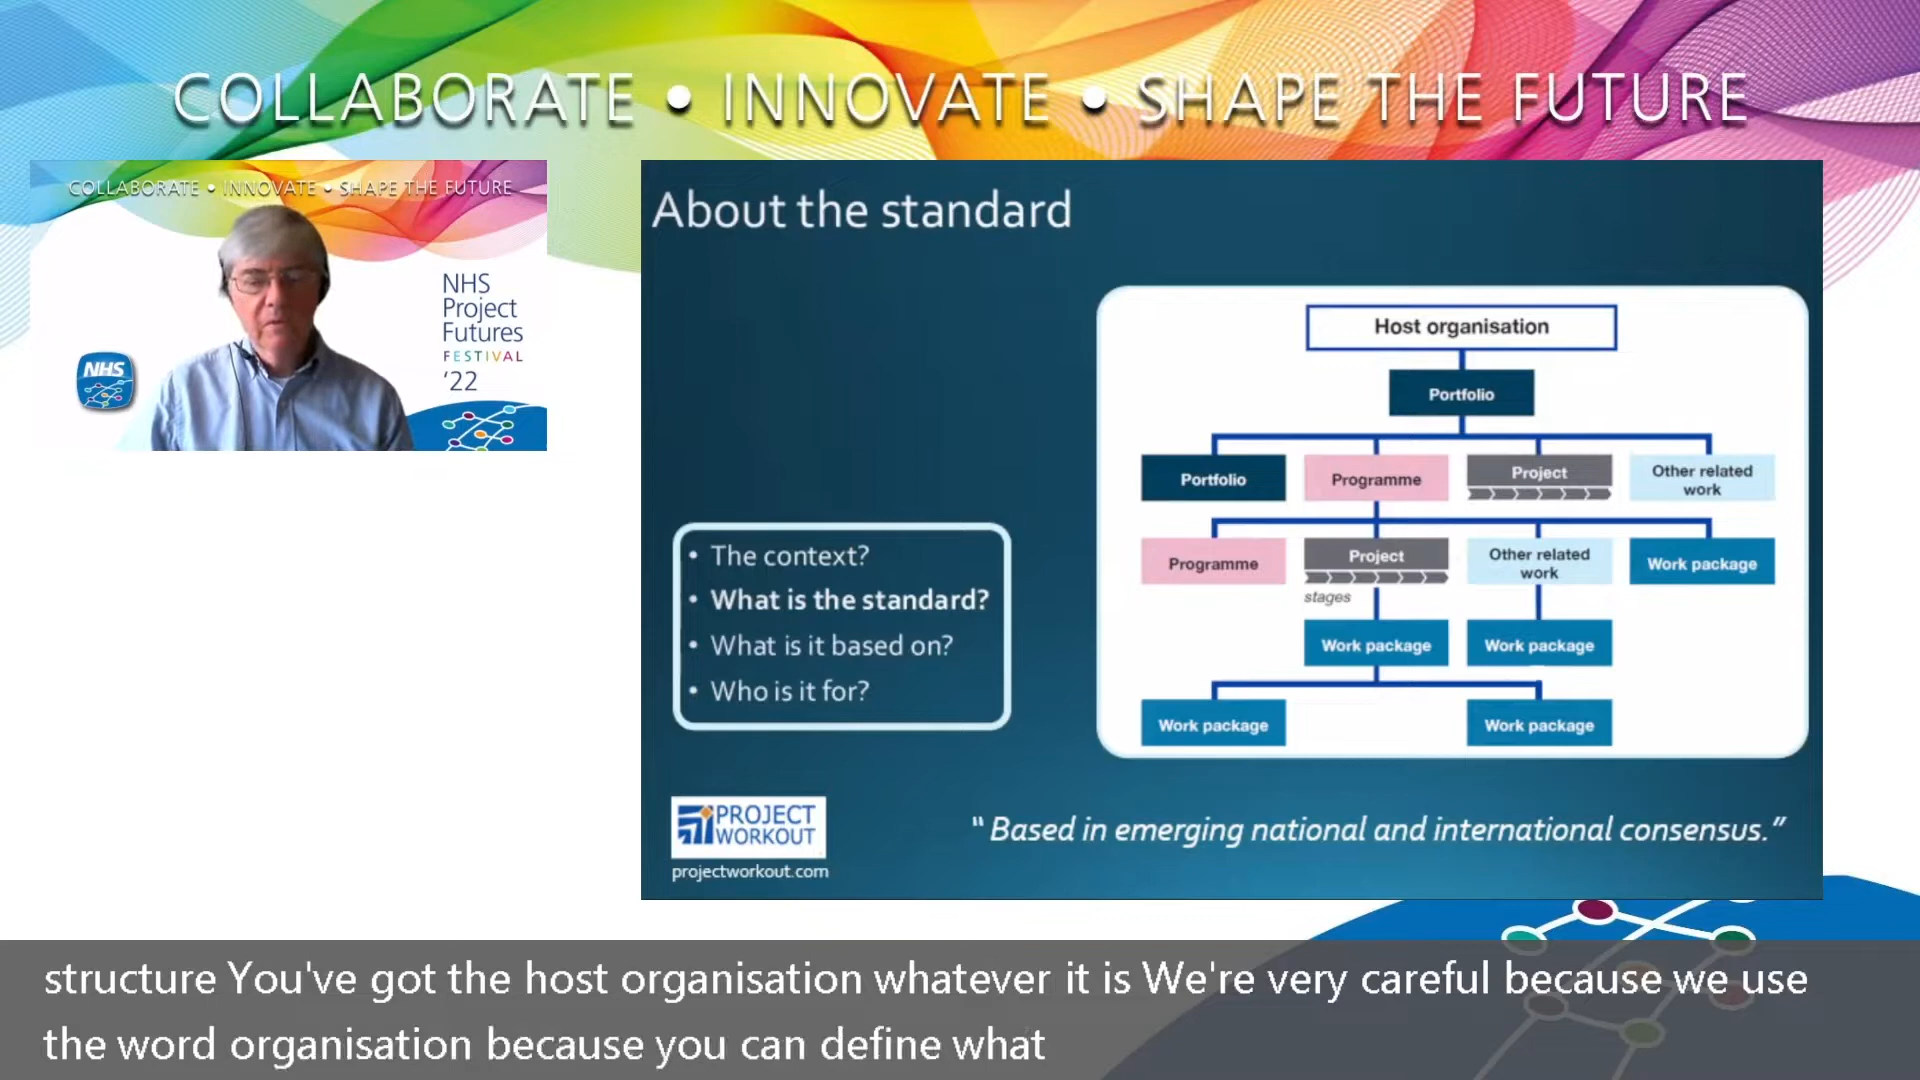 COLLABORATE • INNOVATE • SHAPE THE FUTURE
COLLABORATE • INNOVATE • SHAPE THE FUTURE
NHS
Project
Futures
FESTIVAL
'22
NHS
About the standard
• The context?
• What is the standard?
• What is it based on?
• Who is it for?
Host organisation
Portfolio
Portfolio
Programme
Project
Other related
work
Programme
Project
stages
Other related
work
Work package
Work package
Work package
Work package
Work package
PROJECT
WORKOUT
projectworkout.com
“ Based in emerging national and international consensus.”
structure You've got the host organisation whatever it is We're very careful because we use
the word organisation because you can define what